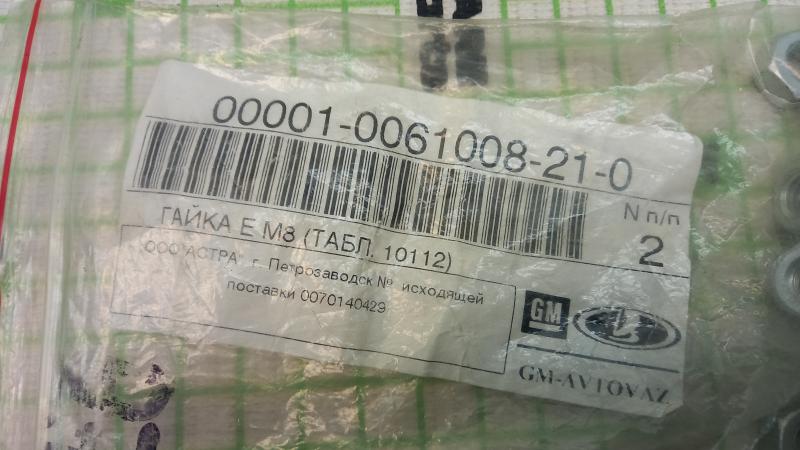 00001-0061008-21-0
N п/п
2
ГАЙКА Е М8 (ТАБЛ. 10112)
ООО "АСТРА" г. Петрозаводск № исходящей
поставки 0070140429
GM
GM-AVTOVAZ